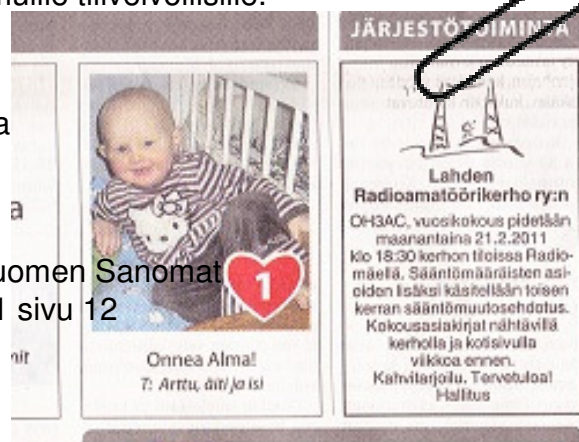 JÄRJESTÖTOIMINTA
a
a
uomen Sanomat
sivu 12
nit
1
Onnea Alma!
T: Arttu, äiti ja isi
Lahden
Radioamatöörikerho ry:n
OH3AC, vuosikokous pidetään
maanantaina 21.2.2011
klo 18:30 kerhon tiloissa Radio-
mäellä. Sääntömääräisten asi-
oiden lisäksi käsitellään toisen
kerran sääntömuutosehdotus.
Kokousasiakirjat nähtävillä
kerholla ja kotisivulla
viikkoa ennen.
Kahvitarjoilu. Tervetuloa!
Hallitus